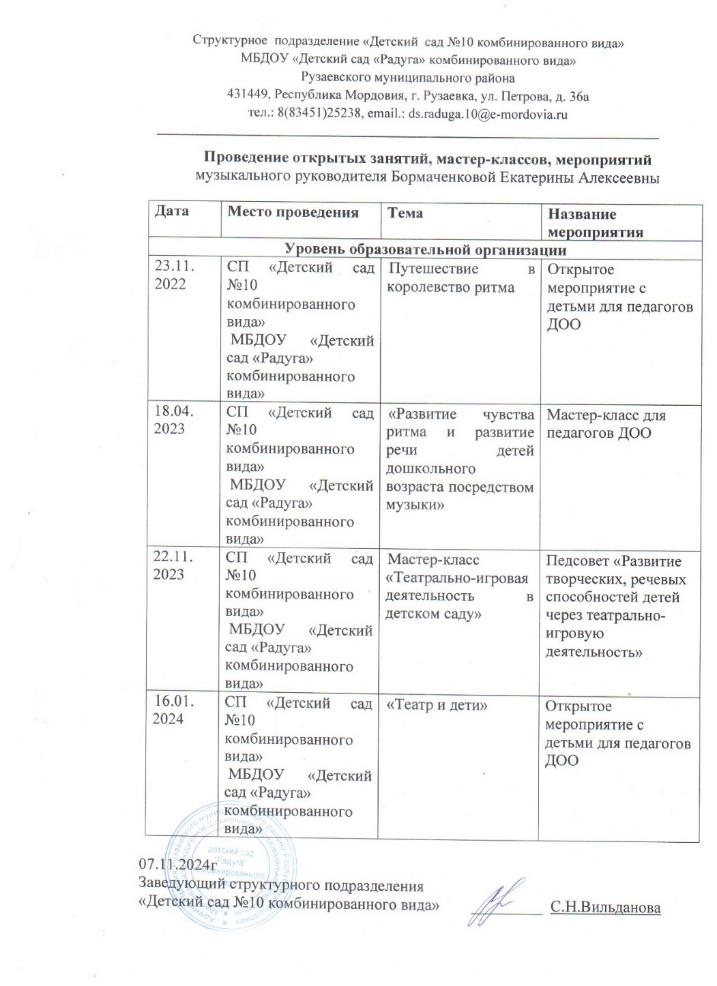 Структурное подразделение «Детский сад №10 комбинированного вида»
МБДОУ «Детский сад «Радуга» комбинированного вида»
Рузаевского муниципального района
431449, Республика Мордовия, г. Рузаевка, ул. Петрова, д. 36а
тел.: 8(83451)25238, email.: ds.raduga.10@e-mordovia.ru
Проведение открытых занятий, мастер-классов, мероприятий
музыкального руководителя Бормаченковой Екатерины Алексеевны
Дата
Место проведения
Тема
Название
мероприятия
Уровень образовательной организации
23.11.
2022
СП «Детский сад
№10
комбинированного
вида»
МБДОУ «Детский
сад «Радуга»
комбинированного
вида»
Путешествие в
королевство ритма
Открытое
мероприятие с
детьми для педагогов
ДОО
18.04.
2023
СП «Детский сад
№10
комбинированного
вида»
МБДОУ «Детский
сад «Радуга»
комбинированного
вида»
«Развитие чувства
ритма и развитие
речи детей
дошкольного
возраста посредством
музыки»
Мастер-класс для
педагогов ДОО
22.11.
2023
СП «Детский сад
№10
комбинированного
вида»
МБДОУ «Детский
сад «Радуга»
комбинированного
вида»
Мастер-класс
«Театрально-игровая
деятельность в
детском саду»
Педсовет «Развитие
творческих, речевых
способностей детей
через театрально-
игровую
деятельность»
16.01.
2024
СП «Детский сад
№10
комбинированного
вида»
МБДОУ «Детский
сад «Радуга»
комбинированного
вида»
«Театр и дети»
Открытое
мероприятие с
детьми для педагогов
ДОО
детский сад
"Радуга"
07.11.2024г
Заведующий структурного подразделения
«Детский сад №10 комбинированного вида»
С.Н.Вильданова